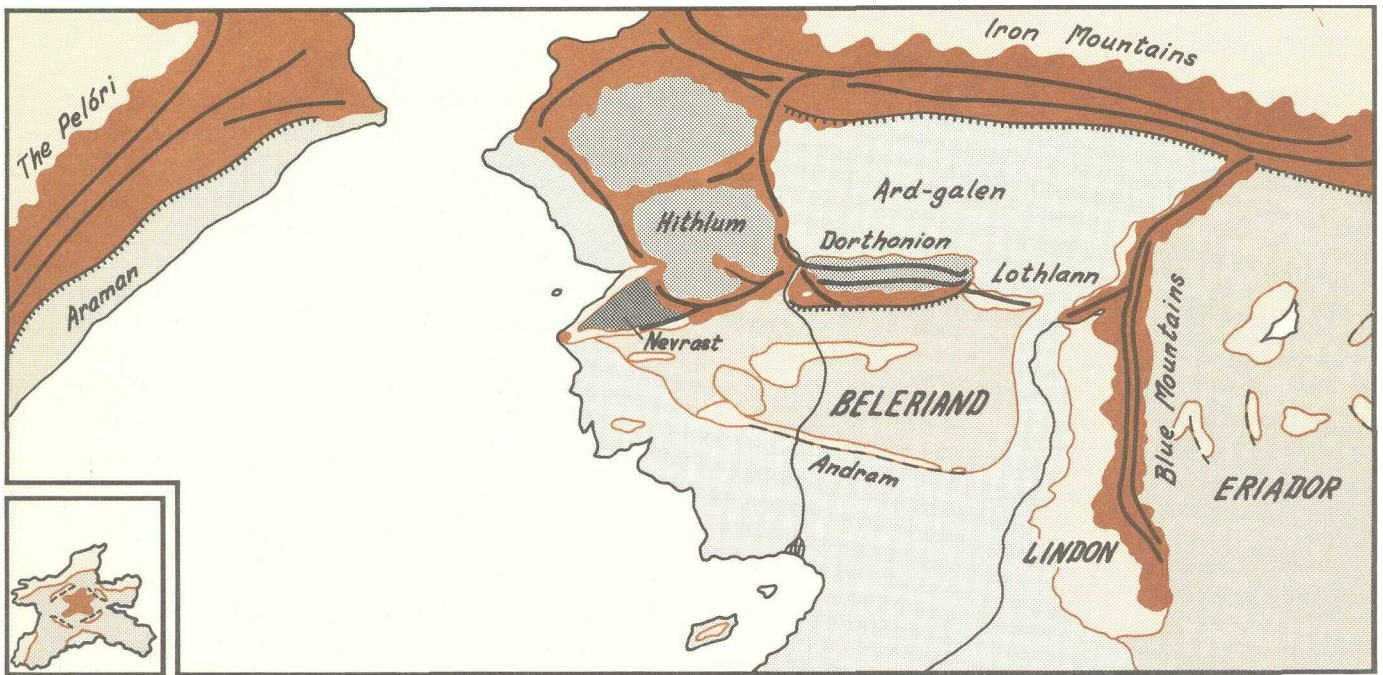 The Pelóri
Araman
Iron Mountains
Ard-galen
Hithlum
Dorthonion
Lothlann
Nevrast
BELERIAND
Andram
Blue Mountains
ERIADOR
LINDON